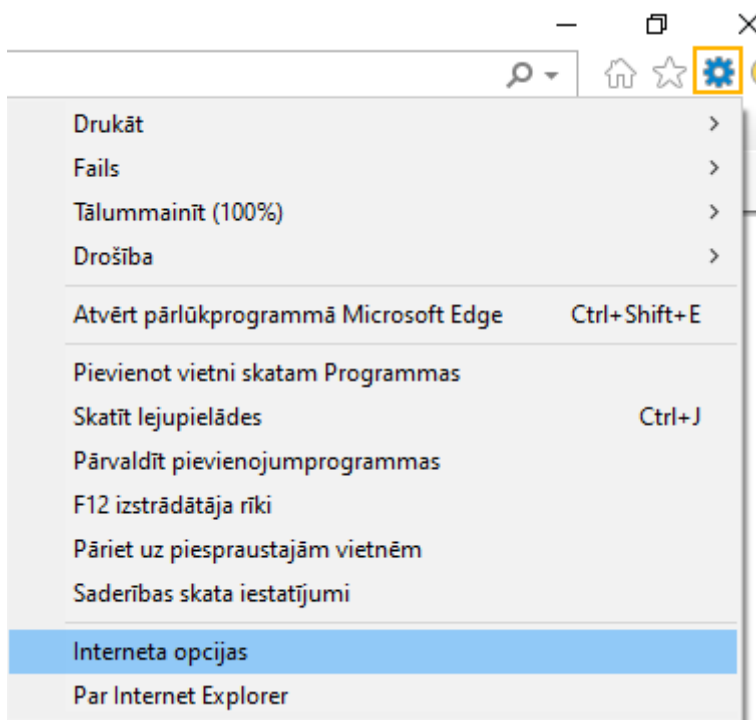 Drukāt
Fails
Tālummainīt (100%)
Drošība
Atvērt pārlūkprogrammā Microsoft Edge Ctrl+Shift+E
Pievienot vietni skatam Programmas
Skatīt lejupielādes Ctrl+J
Pārvaldīt pievienojumprogrammas
F12 izstrādātāja rīki
Pāriet uz piespraustajām vietnēm
Saderības skata iestatījumi
Interneta opcijas
Par Internet Explorer